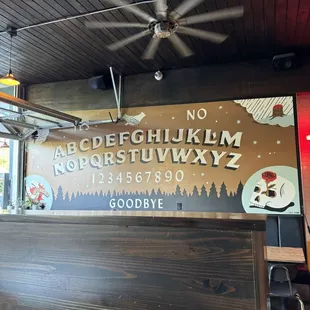 NO
ABCDEFGHIJKLM
NOPQRSTUVWXYZ
1234567890
GOODBYE